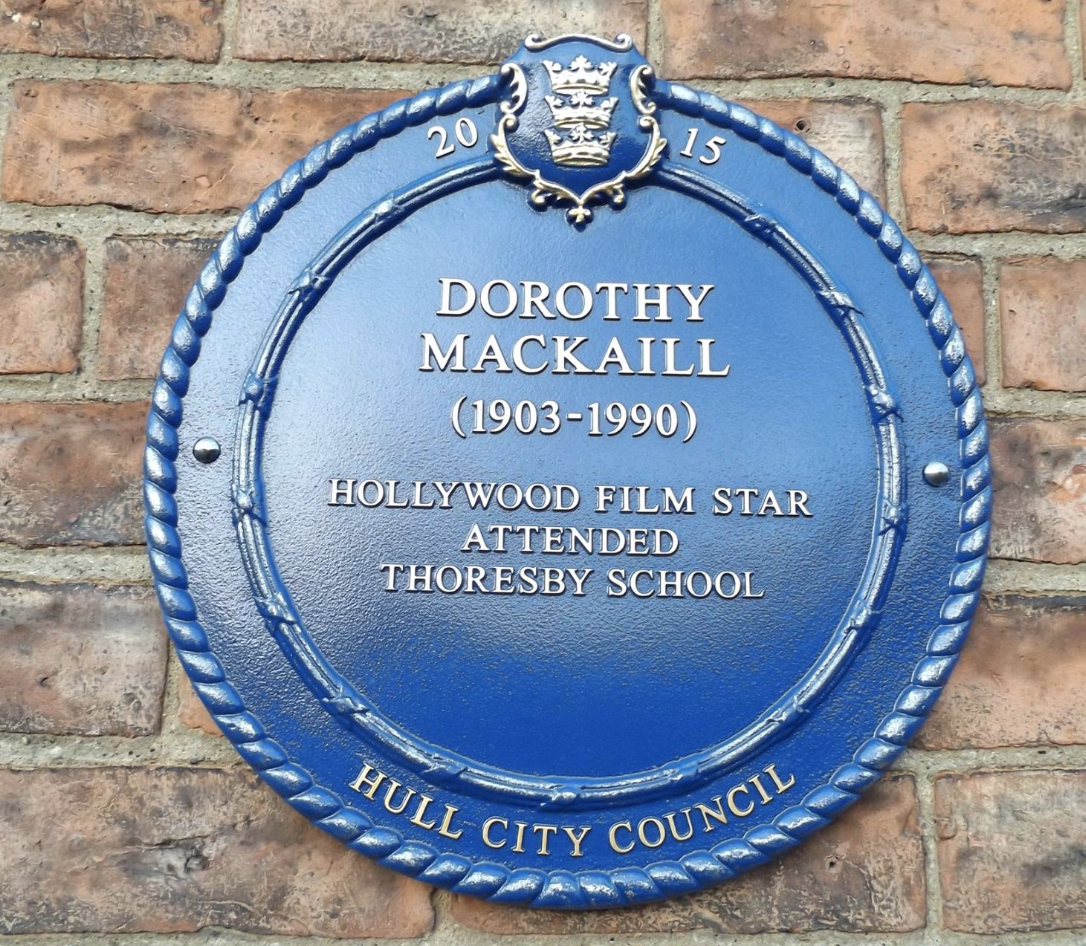 20 15
DOROTHY
MACKAILL
(1903-1990)
HOLLYWOOD FILM STAR
ATTENDED
THORESBY SCHOOL
HULL CITY COUNCIL